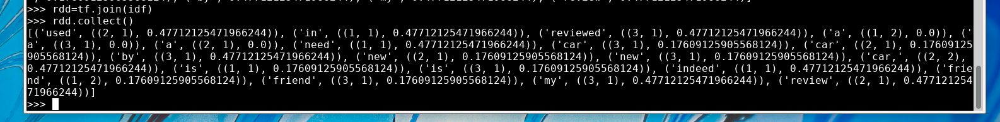 >>> rdd=tf.join(idf)
>>> rdd.collect()
[('used', ((2, 1), 0.47712125471966244)), ('in', ((1, 1), 0.47712125471966244)), ('reviewed', ((3, 1), 0.47712125471966244)), ('a', ((1, 2), 0.0)), ('
a', ((3, 1), 0.0)), ('a', ((2, 1), 0.0)), ('need', ((1, 1), 0.47712125471966244)), ('car', ((3, 1), 0.17609125905568124)), ('car', ((2, 1), 0.17609125
905568124)), ('by', ((3, 1), 0.47712125471966244)), ('new', ((2, 1), 0.17609125905568124)), ('new', ((3, 1), 0.17609125905568124)), ('car,', ((2, 2),
0.47712125471966244)), ('is', ((1, 1), 0.17609125905568124)), ('is', ((3, 1), 0.17609125905568124)), ('indeed', ((1, 1), 0.47712125471966244)), ('frie
nd', ((1, 2), 0.17609125905568124)), ('friend', ((3, 1), 0.17609125905568124)), ('my', ((3, 1), 0.47712125471966244)), ('review', ((2, 1), 0.477121254
71966244))]
>>>